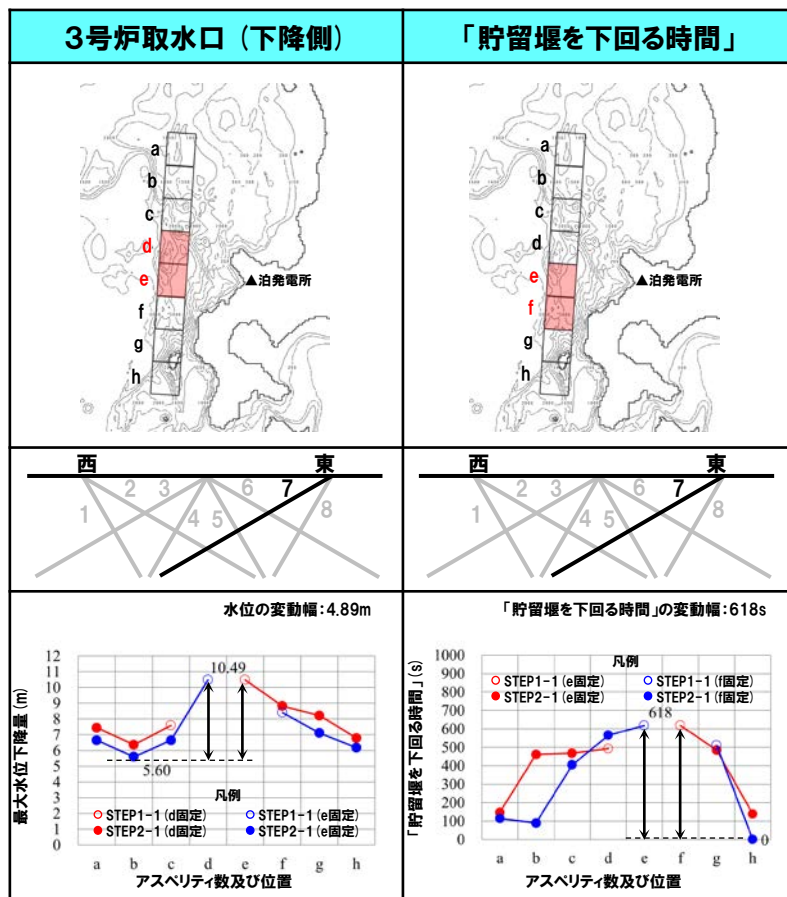 3号炉取水口（下降側）
「貯留堰を下回る時間」
a
b
c
d
e
f
g
h
▲泊発電所
a
b
c
d
e
f
g
h
▲泊発電所
西 東
1 2 3 4 5 6 7 8
西 東
1 2 3 4 5 6 7 8
水位の変動幅：4.89m
最大水位下降量（m）
12
11
10
9
8
7
6
5
4
3
2
1
0
10.49
5.60
凡例
STEP1-1（d固定） STEP1-1（e固定）
STEP2-1（d固定） STEP2-1（e固定）
a b c d e f g h
アスペリティ数及び位置
「貯留堰を下回る時間」の変動幅：618s
「貯留堰を下回る時間」（s）
1000
900
800
700
600
500
400
300
200
100
0
凡例
STEP1-1（e固定） STEP1-1（f固定）
STEP2-1（e固定） STEP2-1（f固定）
618
0
a b c d e f g h
アスペリティ数及び位置